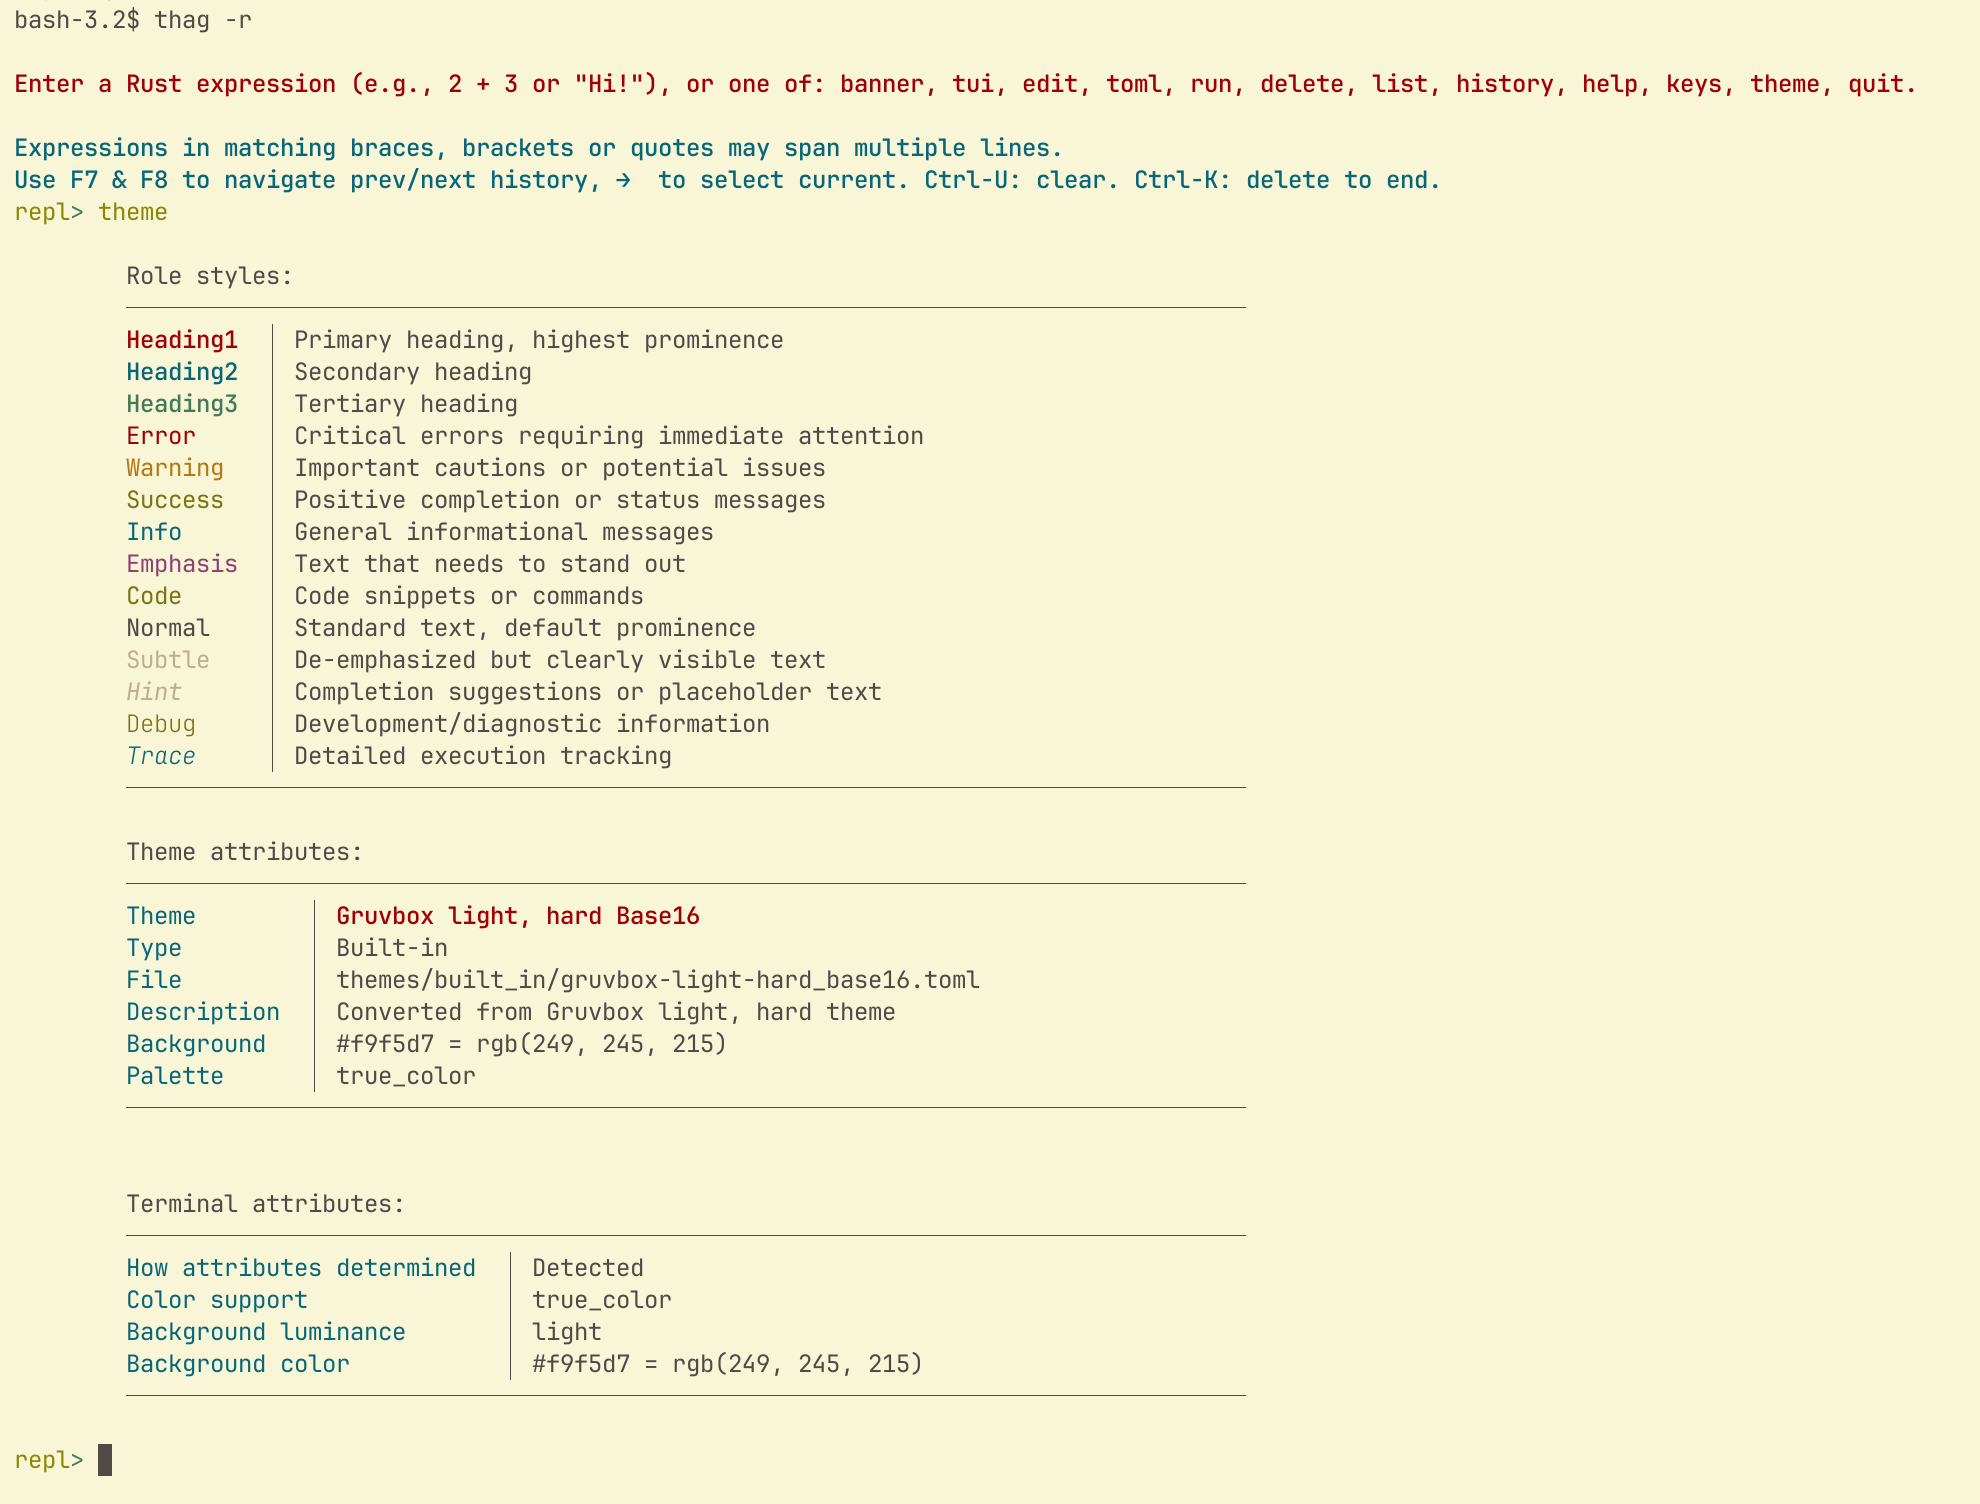 bash-3.2$ thag -r
Enter a Rust expression (e.g., 2 + 3 or "Hi!"), or one of: banner, tui, edit, toml, run, delete, list, history, help, keys, theme, quit.
Expressions in matching braces, brackets or quotes may span multiple lines.
Use F7 & F8 to navigate prev/next history, →  to select current. Ctrl-U: clear. Ctrl-K: delete to end.
repl> theme
Role styles:
Heading1 │ Primary heading, highest prominence
Heading2 │ Secondary heading
Heading3 │ Tertiary heading
Error │ Critical errors requiring immediate attention
Warning │ Important cautions or potential issues
Success │ Positive completion or status messages
Info │ General informational messages
Emphasis │ Text that needs to stand out
Code │ Code snippets or commands
Normal │ Standard text, default prominence
Subtle │ De-emphasized but clearly visible text
Hint │ Completion suggestions or placeholder text
Debug │ Development/diagnostic information
Trace │ Detailed execution tracking
Theme attributes:
Theme │ Gruvbox light, hard Base16
Type │ Built-in
File │ themes/built_in/gruvbox-light-hard_base16.toml
Description │ Converted from Gruvbox light, hard theme
Background │ #f9f5d7 = rgb(249, 245, 215)
Palette │ true_color
Terminal attributes:
How attributes determined │ Detected
Color support │ true_color
Background luminance │ light
Background color │ #f9f5d7 = rgb(249, 245, 215)
repl>